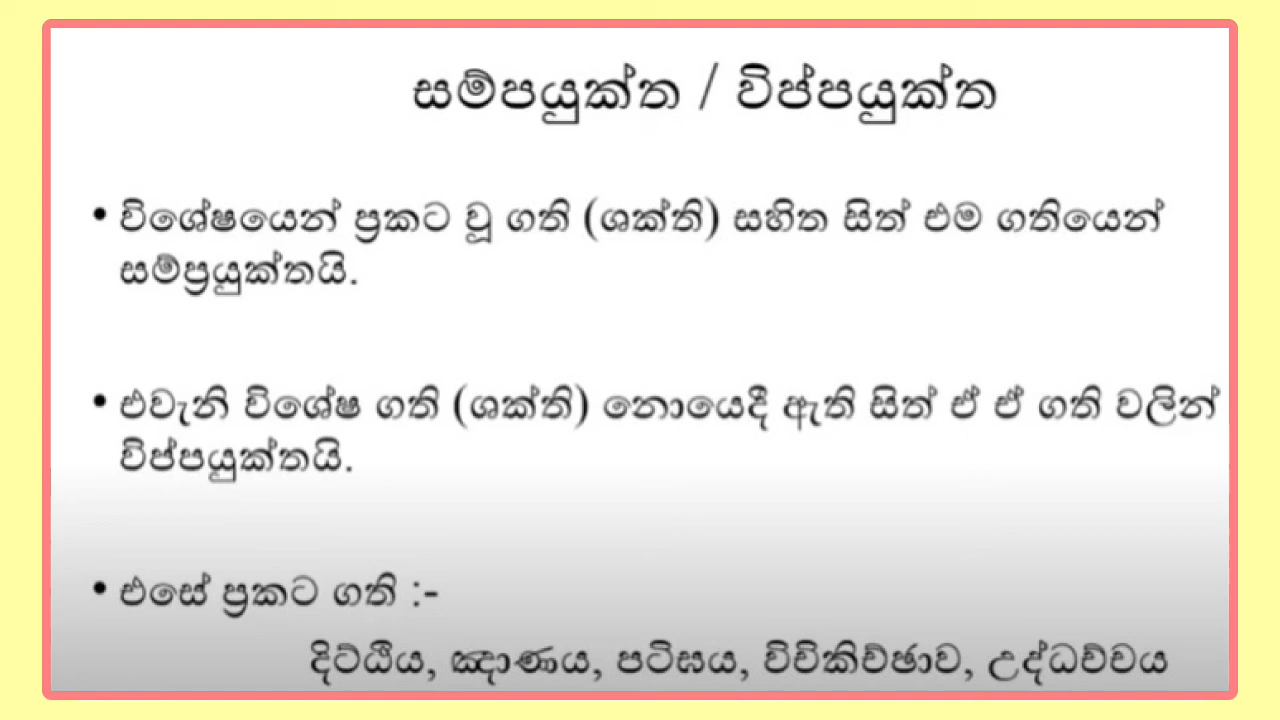 සම්පයුක්ත / විප්පයුක්ත
• විශේෂයෙන් ප්‍රකට වූ ගති (ශක්ති) සහිත සිත් එම ගතියෙන්
සම්ප්‍රයුක්තයි.
• එවැනි විශේෂ ගති (ශක්ති) නොයෙදී ඇති සිත් ඒ ඒ ගති වලින්
විප්පයුක්තයි.
• එසේ ප්‍රකට ගති :-
දිට්ඨිය, ඤාණය, පටිඝය, විචිකිච්ඡාව, උද්ධච්චය